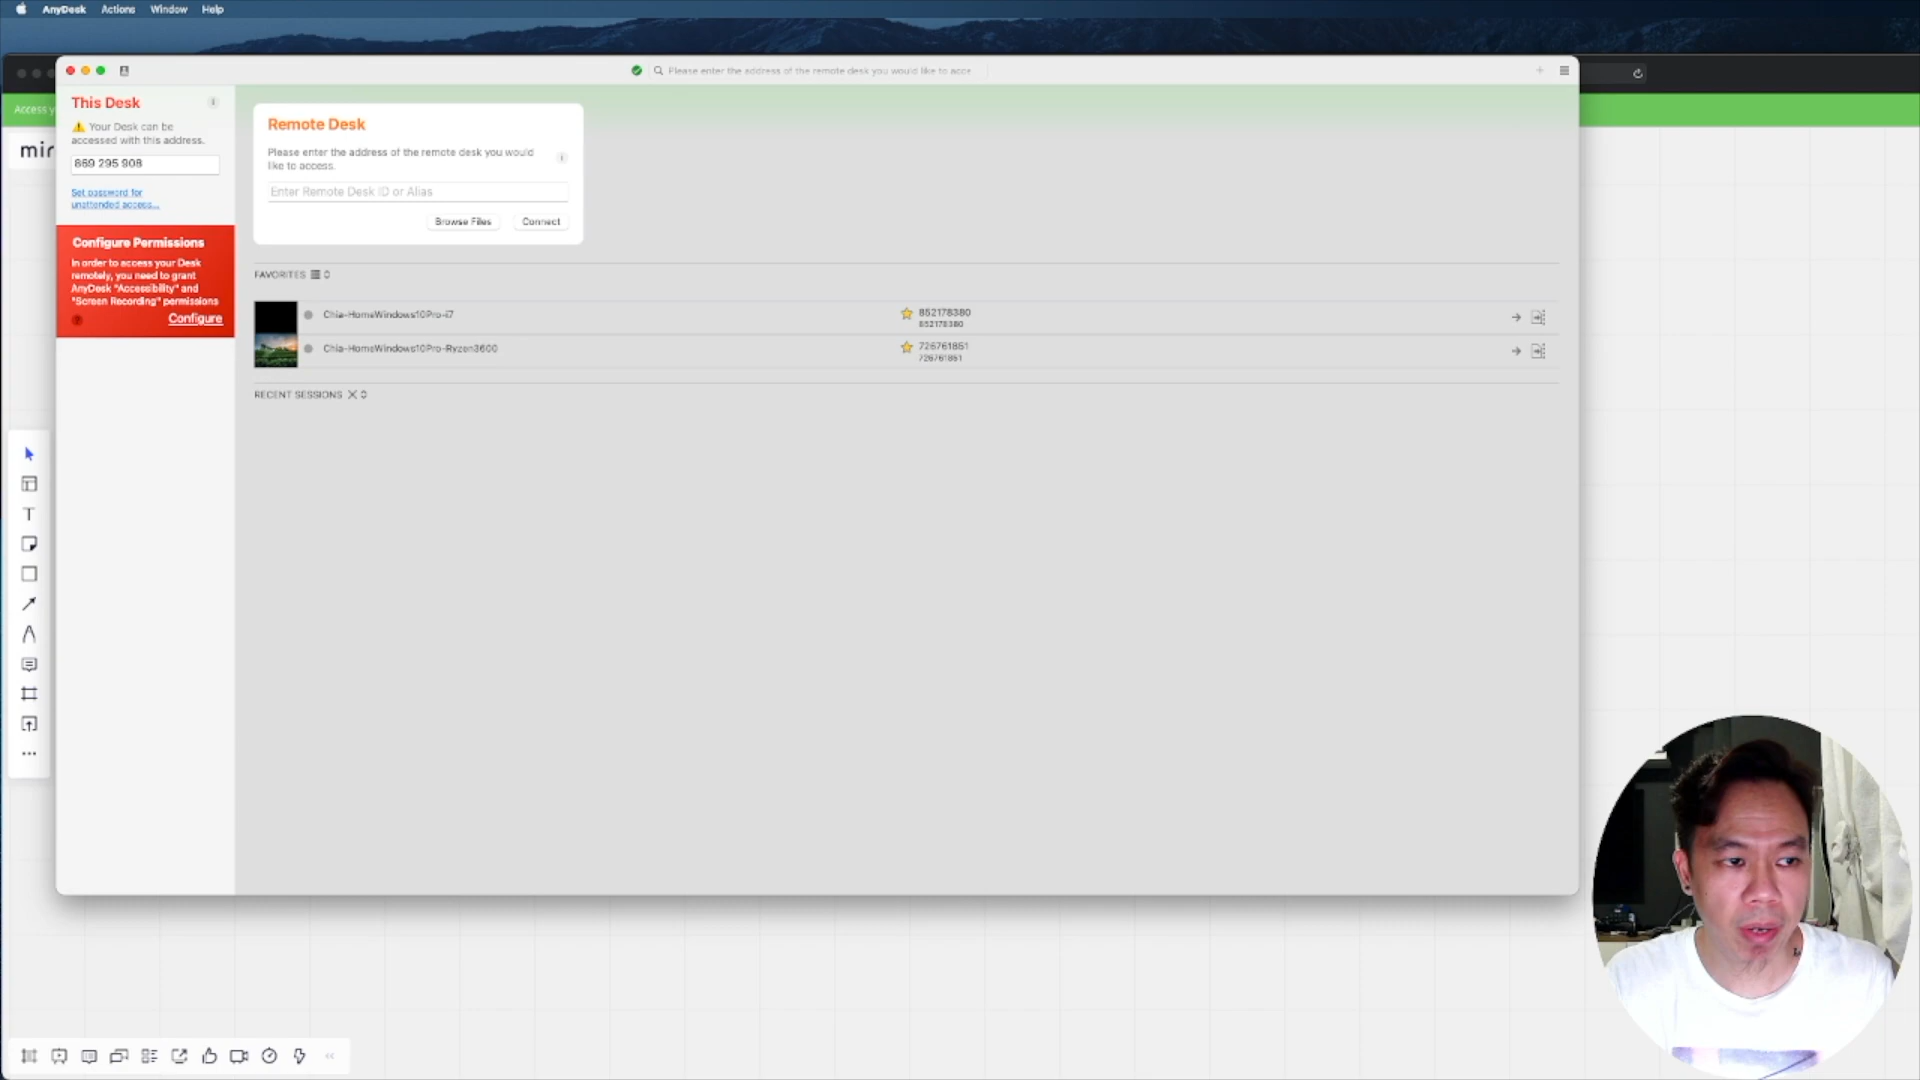 AnyDesk Actions Window Help
Please enter the address of the remote desk you would like to acce
Access y
mir
This Desk
Your Desk can be
accessed with this address.
869 295 908
Set password for
unattended access...
Configure Permissions
In order to access your Desk
remotely, you need to grant
AnyDesk "Accessibility" and
"Screen Recording" permissions
Configure
Remote Desk
Please enter the address of the remote desk you would
like to access.
Enter Remote Desk ID or Alias
Browse Files Connect
FAVORITES
Chia-HomeWindows10Pro-i7 852178380
852178380
Chia-HomeWindows10Pro-Ryzen3600 726761851
726761851
RECENT SESSIONS